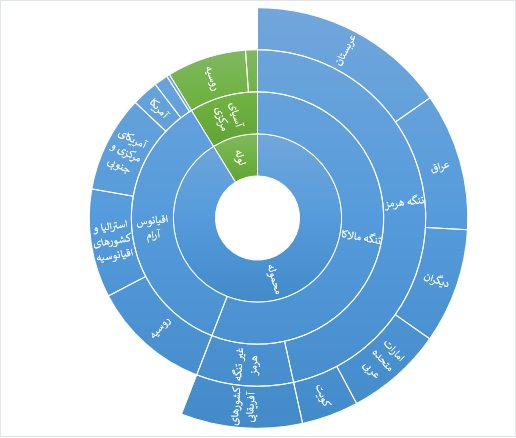 عربستان
عراق
دیگران
امارات
متحده
عربی
کویت
کشورهای
آفریقایی
تنگه هرمز
غیر تنگه
هرمز
تنگه مالاکا
اقیانوس
آرام
روسیه
استرالیا و
کشورهای
اقیانوسیه
آمریکای
مرکزی و
جنوبی
آمریکا
محموله
روسیه
آسیای
مرکزی
لوله